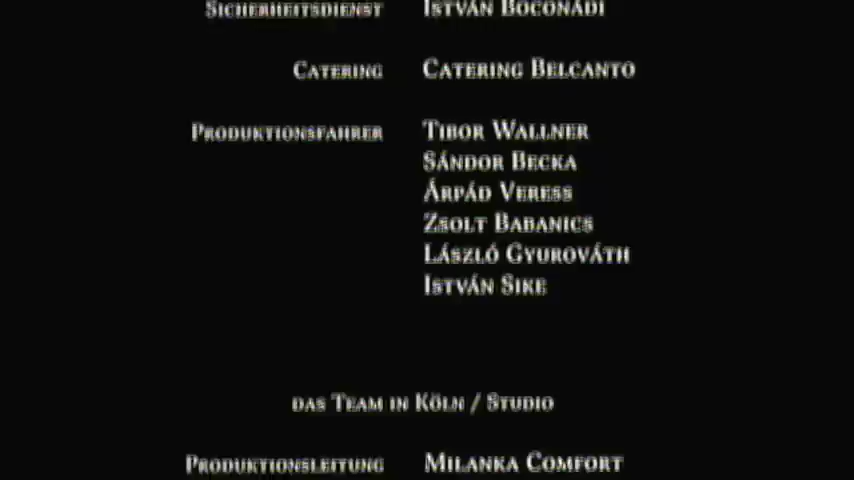 SICHERHEITSDIENST ISTVÁN BOCONÁDI
CATERING CATERING BELCANTO
PRODUKTIONSFAHRER TIBOR WALLNER
SÁNDOR BECKA
ÁRPÁD VERESS
ZSOLT BABANICS
LÁSZLÓ GYUROVÁTH
ISTVÁN SIKE
DAS TEAM IN KÖLN / STUDIO
PRODUKTIONSLEITUNG MILANKA COMFORT